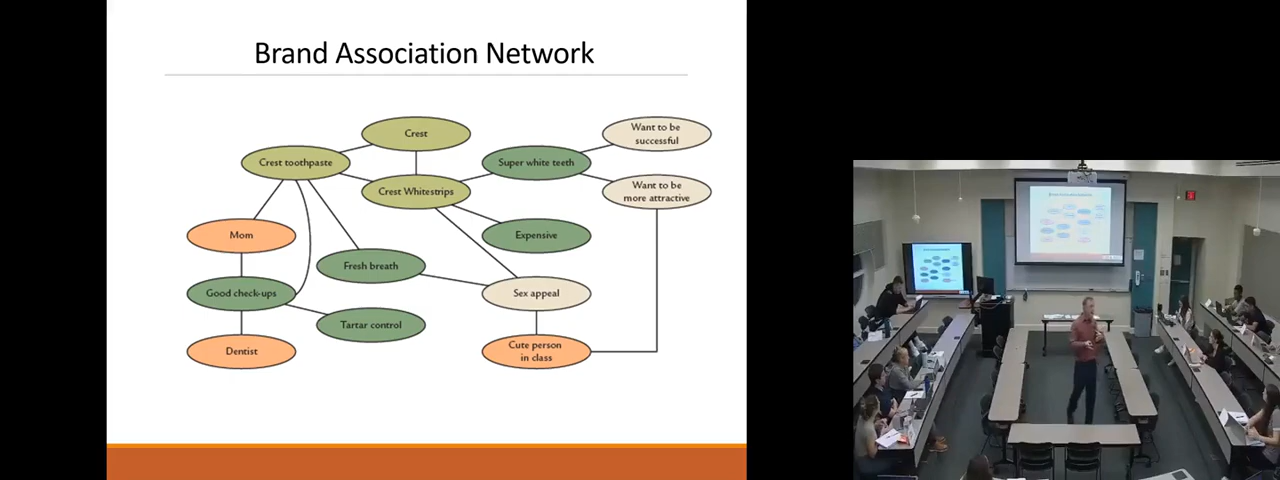 Brand Association Network
Crest
Want to be
successful
Crest toothpaste
Super white teeth
Crest Whitestrips
Want to be
more attractive
Mom
Expensive
Fresh breath
Good check-ups
Sex appeal
Tartar control
Dentist
Cute person
in class